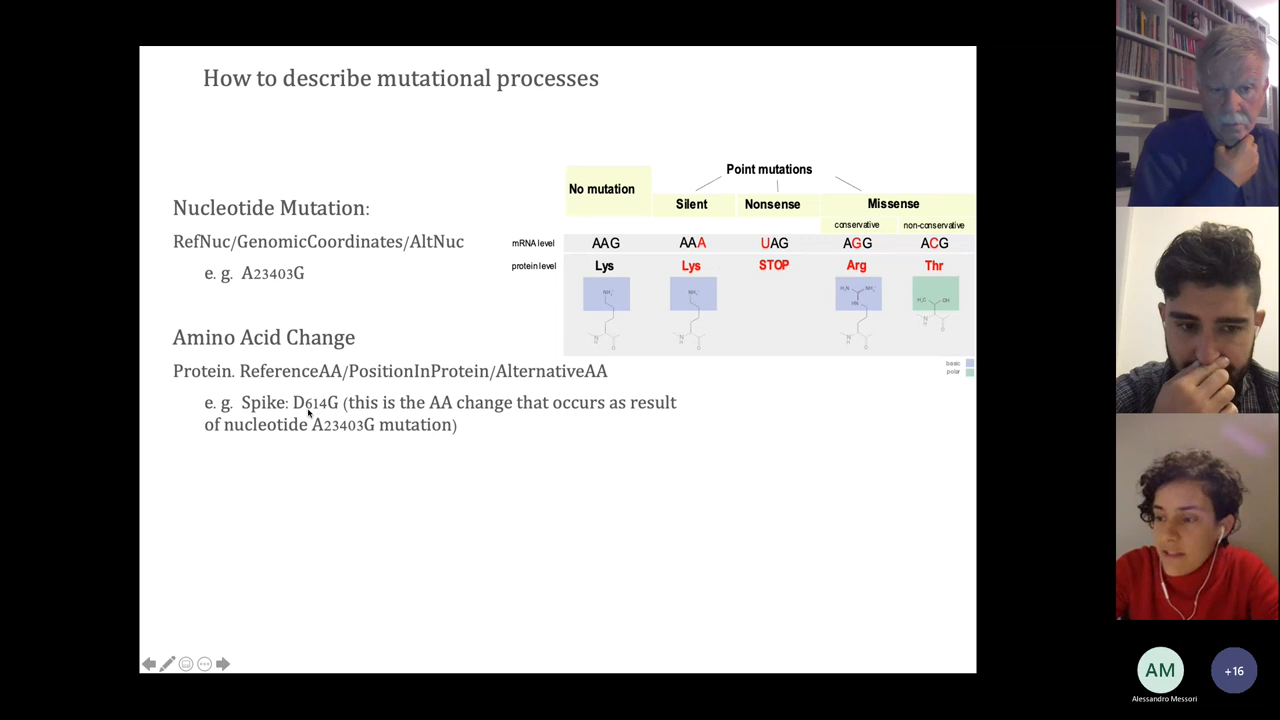 How to describe mutational processes
Nucleotide Mutation:
RefNuc/GenomicCoordinates/AltNuc
e. g. A23403G
Amino Acid Change
Protein. ReferenceAA/PositionInProtein/AlternativeAA
e. g. Spike: D614G (this is the AA change that occurs as result
of nucleotide A23403G mutation)
Point mutations
No mutation
Silent Nonsense Missense
conservative non-conservative
mRNA level AAG AAA UAG AGG ACG
protein level Lys Lys STOP Arg Thr
basic
polar
AM
+16
Alessandro Messori